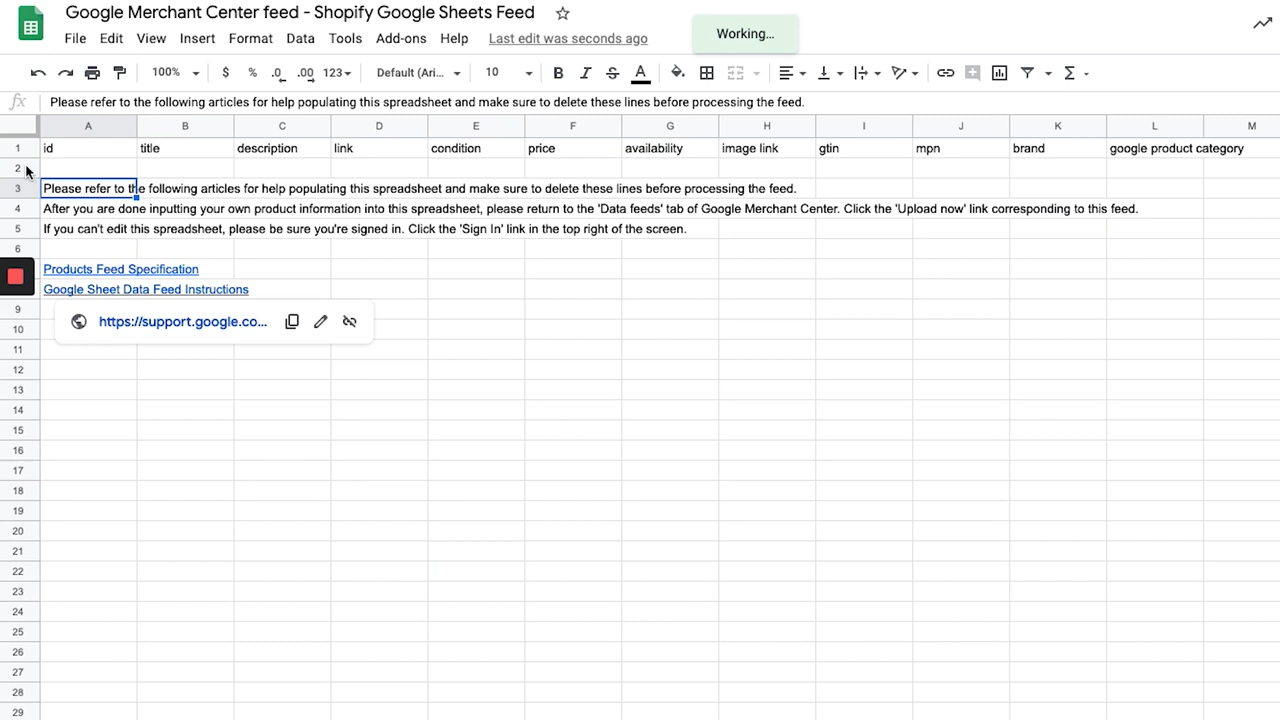 Google Merchant Center feed - Shopify Google Sheets Feed
Working...
File Edit View Insert Format Data Tools Add-ons Help Last edit was seconds ago
100% $ % .0 .00 123 Default (Ari... 10 B I S A
fx Please refer to the following articles for help populating this spreadsheet and make sure to delete these lines before processing the feed.
A B C D E F G H I J K L M
1 id title description link condition price availability image link gtin mpn brand google product category
2
3 Please refer to the following articles for help populating this spreadsheet and make sure to delete these lines before processing the feed.
4 After you are done inputting your own product information into this spreadsheet, please return to the 'Data feeds' tab of Google Merchant Center. Click the 'Upload now' link corresponding to this feed.
5 If you can't edit this spreadsheet, please be sure you're signed in. Click the 'Sign In' link in the top right of the screen.
6
Products Feed Specification
Google Sheet Data Feed Instructions
9
https://support.google.co...
10
11
12
13
14
15
16
17
18
19
20
21
22
23
24
25
26
27
28
29